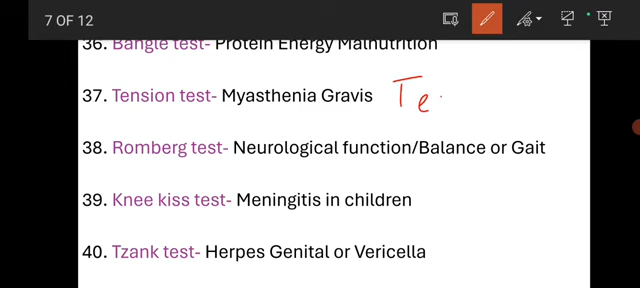 7 OF 12
36. Bangle test- Protein Energy Malnutrition
37. Tension test- Myasthenia Gravis Te
38. Romberg test- Neurological function/Balance or Gait
39. Knee kiss test- Meningitis in children
40. Tzank test- Herpes Genital or Vericella